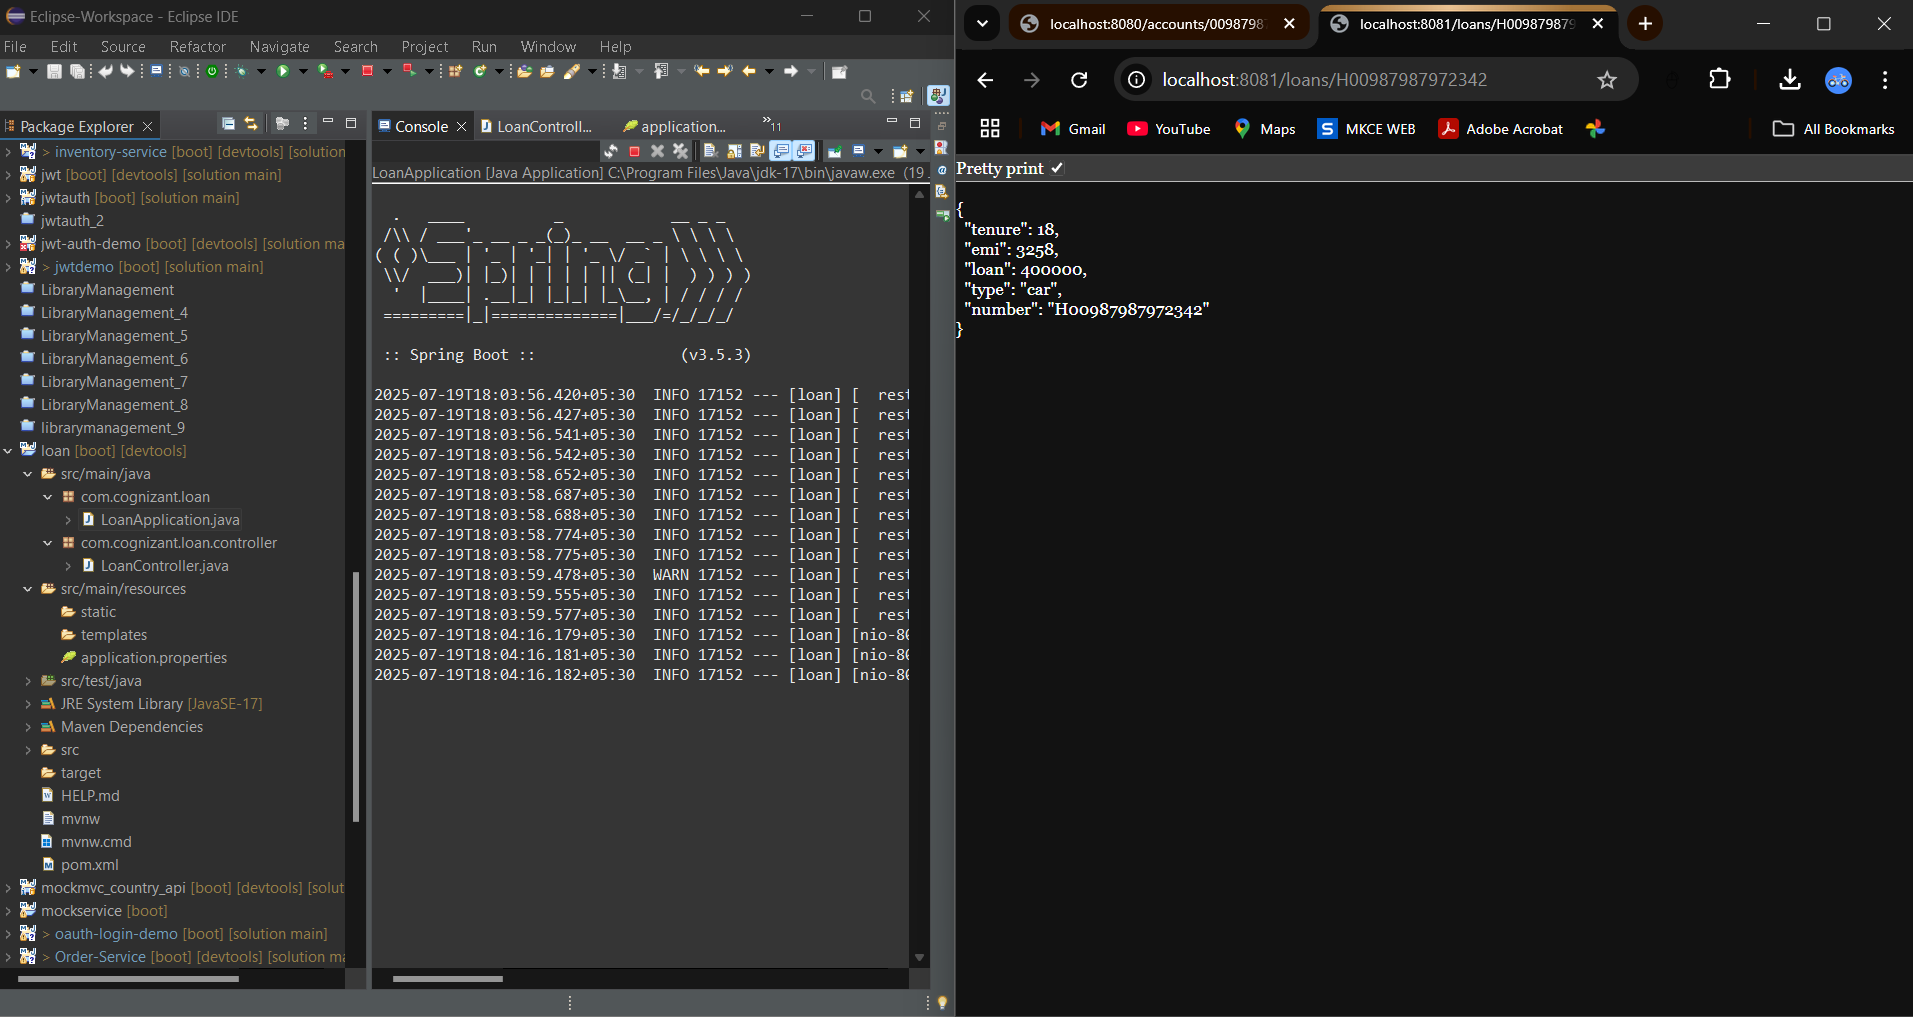 Eclipse-Workspace - Eclipse IDE
File Edit Source Refactor Navigate Search Project Run Window Help
Package Explorer
> inventory-service [boot] [devtools] [solution
jwt [boot] [devtools] [solution main]
jwtauth [boot] [solution main]
jwtauth_2
jwt-auth-demo [boot] [devtools] [solution ma
> jwtdemo [boot] [solution main]
LibraryManagement
LibraryManagement_4
LibraryManagement_5
LibraryManagement_6
LibraryManagement_7
LibraryManagement_8
librarymanagement_9
loan [boot] [devtools]
src/main/java
com.cognizant.loan
LoanApplication.java
com.cognizant.loan.controller
LoanController.java
src/main/resources
static
templates
application.properties
src/test/java
JRE System Library [JavaSE-17]
Maven Dependencies
src
target
HELP.md
mvnw
mvnw.cmd
pom.xml
mockmvc_country_api [boot] [devtools] [solut
mockservice [boot]
> oauth-login-demo [boot] [solution main]
> Order-Service [boot] [devtools] [solution ma
Console LoanControll... application... »11
LoanApplication [Java Application] C:\Program Files\Java\jdk-17\bin\javaw.exe (19
Spring
:: Spring Boot :: (v3.5.3)
2025-07-19T18:03:56.420+05:30 INFO 17152 --- [loan] [ rest
2025-07-19T18:03:56.427+05:30 INFO 17152 --- [loan] [ rest
2025-07-19T18:03:56.541+05:30 INFO 17152 --- [loan] [ rest
2025-07-19T18:03:56.542+05:30 INFO 17152 --- [loan] [ rest
2025-07-19T18:03:58.652+05:30 INFO 17152 --- [loan] [ rest
2025-07-19T18:03:58.687+05:30 INFO 17152 --- [loan] [ rest
2025-07-19T18:03:58.688+05:30 INFO 17152 --- [loan] [ rest
2025-07-19T18:03:58.774+05:30 INFO 17152 --- [loan] [ rest
2025-07-19T18:03:58.775+05:30 INFO 17152 --- [loan] [ rest
2025-07-19T18:03:59.478+05:30 WARN 17152 --- [loan] [ rest
2025-07-19T18:03:59.555+05:30 INFO 17152 --- [loan] [ rest
2025-07-19T18:03:59.577+05:30 INFO 17152 --- [loan] [ rest
2025-07-19T18:04:16.179+05:30 INFO 17152 --- [loan] [nio-80
2025-07-19T18:04:16.181+05:30 INFO 17152 --- [loan] [nio-80
2025-07-19T18:04:16.182+05:30 INFO 17152 --- [loan] [nio-80
localhost:8080/accounts/0098798 localhost:8081/loans/H009879879
localhost:8081/loans/H00987987972342
Gmail YouTube Maps MKCE WEB Adobe Acrobat All Bookmarks
Pretty print
{
"tenure": 18,
"emi": 3258,
"loan": 400000,
"type": "car",
"number": "H00987987972342"
}